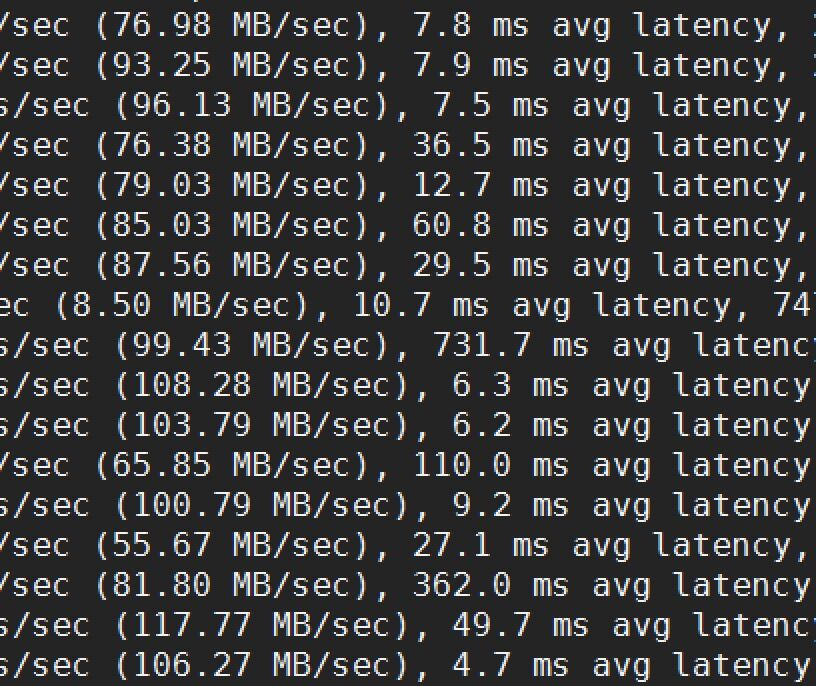 /sec (76.98 MB/sec), 7.8 ms avg latency,
/sec (93.25 MB/sec), 7.9 ms avg latency,
s/sec (96.13 MB/sec), 7.5 ms avg latency,
/sec (76.38 MB/sec), 36.5 ms avg latency,
/sec (79.03 MB/sec), 12.7 ms avg latency,
/sec (85.03 MB/sec), 60.8 ms avg latency,
/sec (87.56 MB/sec), 29.5 ms avg latency,
ec (8.50 MB/sec), 10.7 ms avg latency, 747
s/sec (99.43 MB/sec), 731.7 ms avg latency
s/sec (108.28 MB/sec), 6.3 ms avg latency
s/sec (103.79 MB/sec), 6.2 ms avg latency
/sec (65.85 MB/sec), 110.0 ms avg latency
s/sec (100.79 MB/sec), 9.2 ms avg latency
/sec (55.67 MB/sec), 27.1 ms avg latency,
/sec (81.80 MB/sec), 362.0 ms avg latency
s/sec (117.77 MB/sec), 49.7 ms avg latency
s/sec (106.27 MB/sec), 4.7 ms avg latency